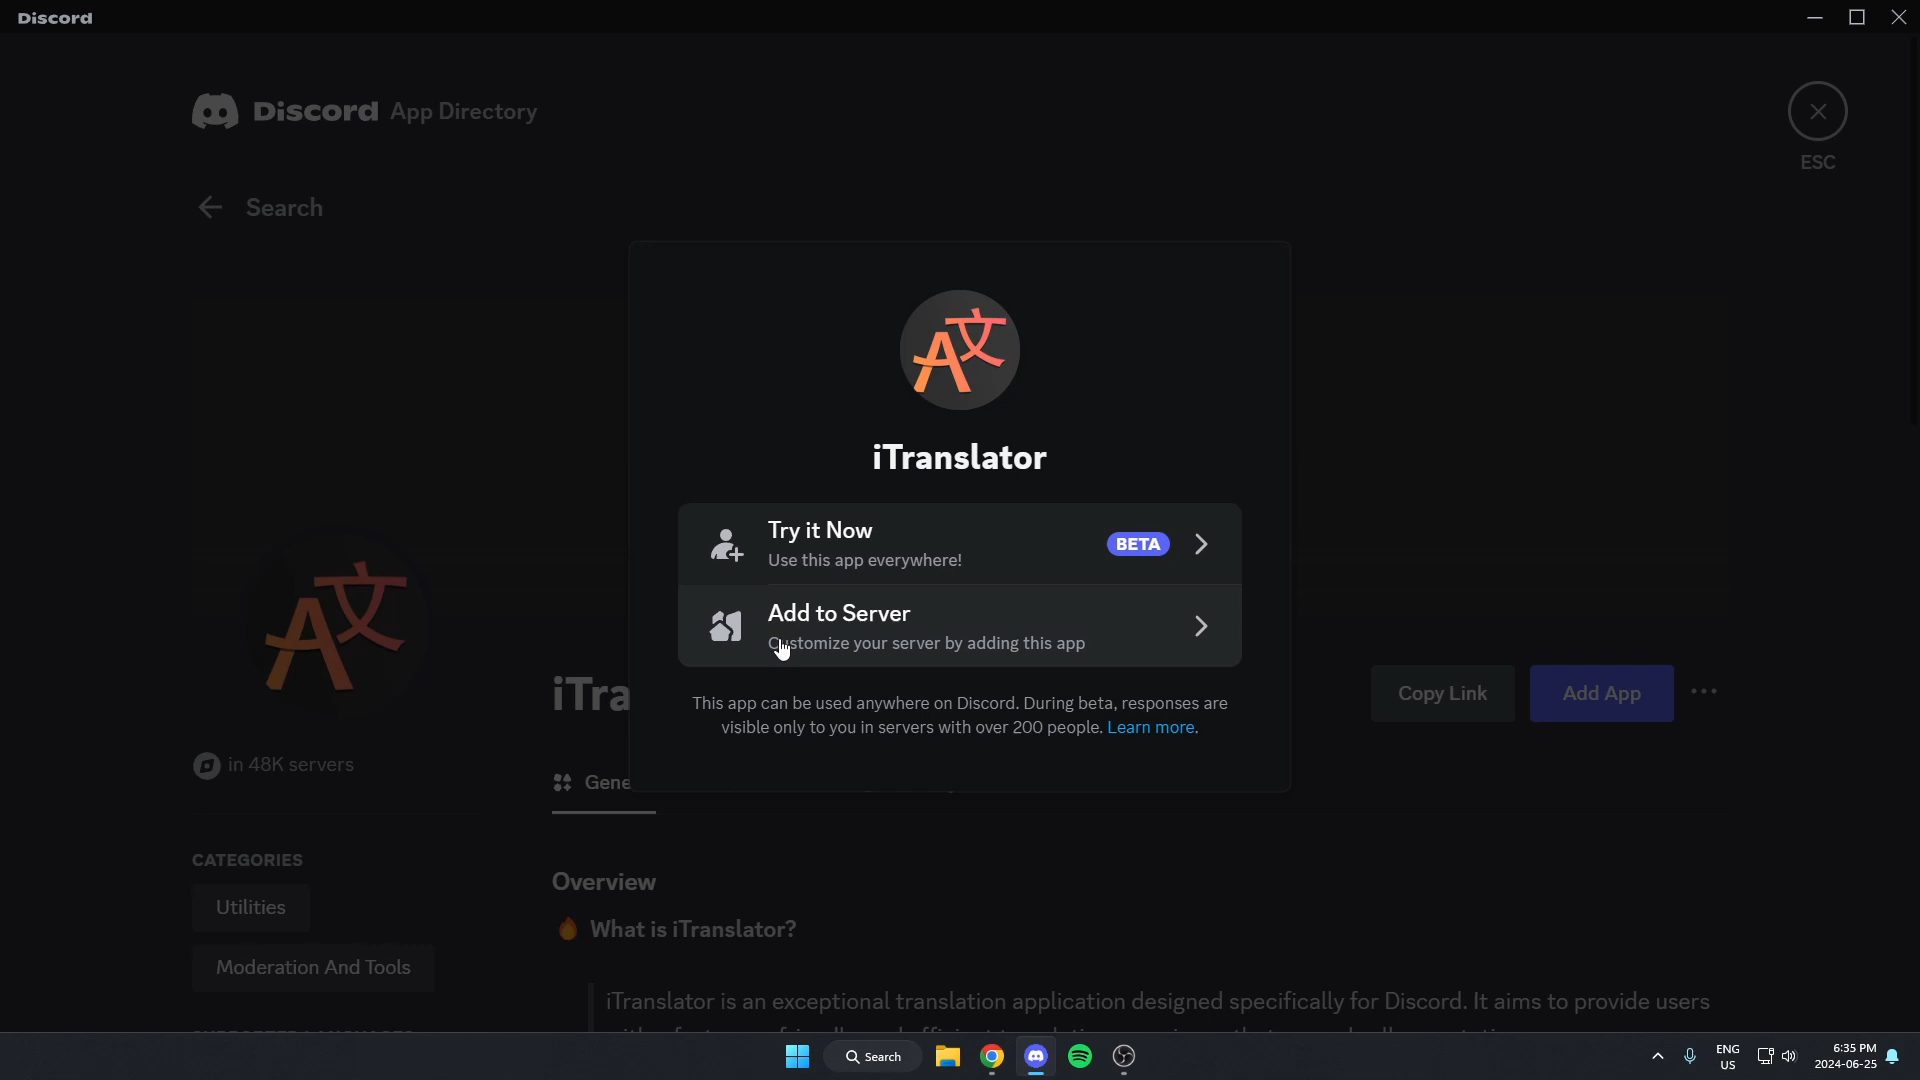 Discord
Discord App Directory
ESC
Search
iTranslator
Try it Now
Use this app everywhere!
BETA
Add to Server
Customize your server by adding this app
This app can be used anywhere on Discord. During beta, responses are
visible only to you in servers with over 200 people. Learn more.
iTra
Copy Link
Add App
in 48K servers
Gene
CATEGORIES
Utilities
Moderation And Tools
Overview
What is iTranslator?
iTranslator is an exceptional translation application designed specifically for Discord. It aims to provide users
Search
ENG
US
6:35 PM
2024-06-25